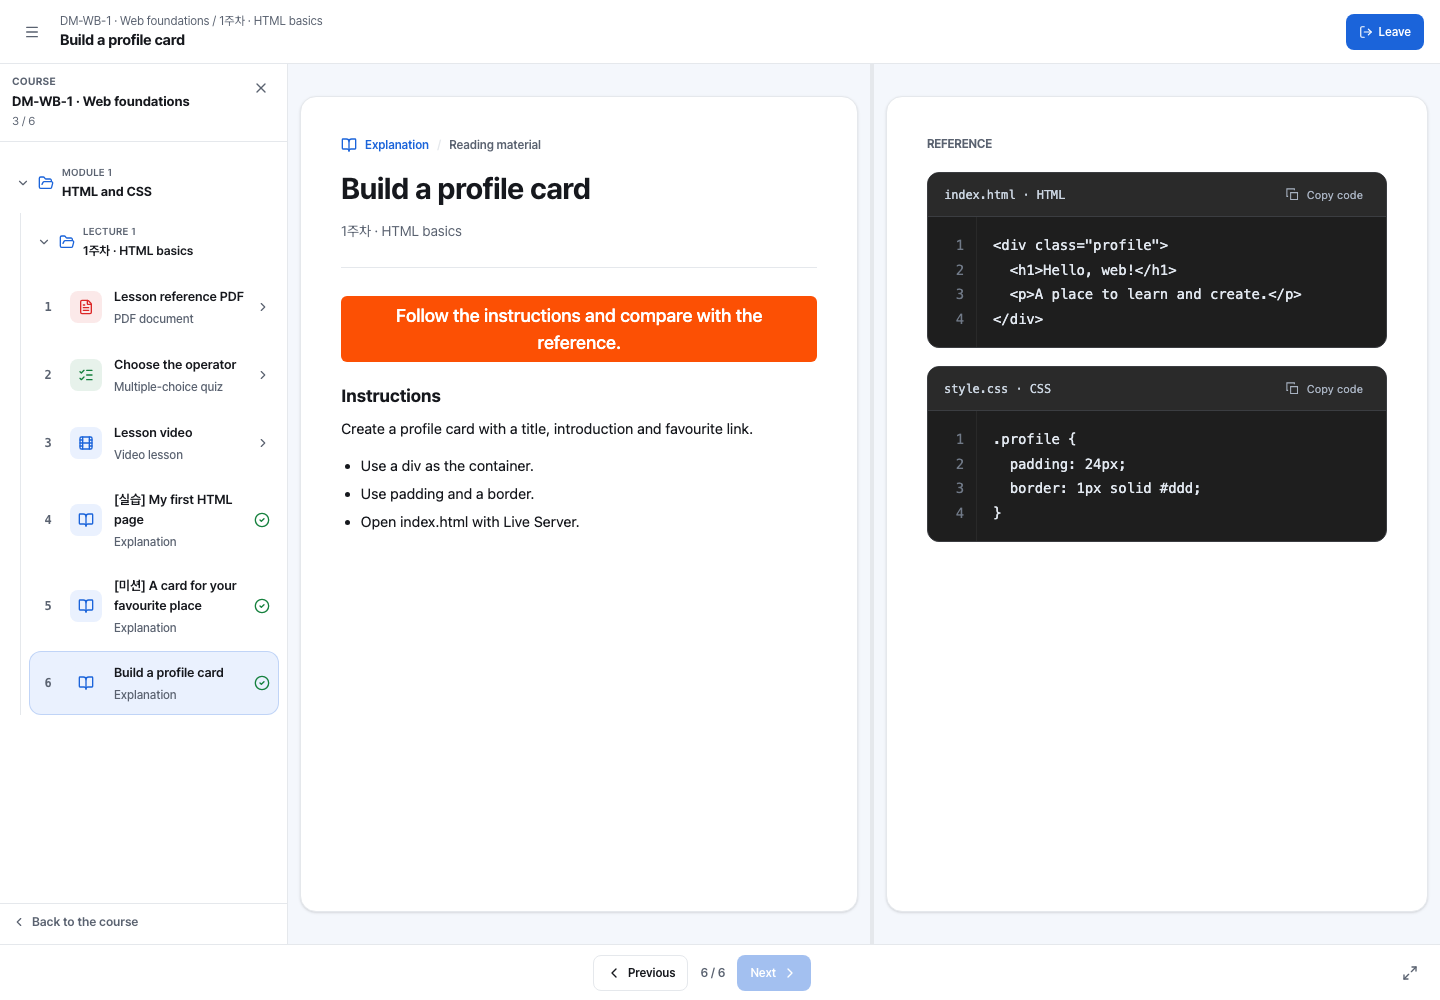 DM-WB-1 · Web foundations / 1주차 · HTML basics
Build a profile card
Leave
COURSE
DM-WB-1 · Web foundations
3 / 6
MODULE 1
HTML and CSS
LECTURE 1
1주차 · HTML basics
1
Lesson reference PDF
PDF document
2
Choose the operator
Multiple-choice quiz
3
Lesson video
Video lesson
4
[실습] My first HTML
page
Explanation
5
[미션] A card for your
favourite place
Explanation
6
Build a profile card
Explanation
Back to the course
Explanation / Reading material
Build a profile card
1주차 · HTML basics
Follow the instructions and compare with the
reference.
Instructions
Create a profile card with a title, introduction and favourite link.
• Use a div as the container.
• Use padding and a border.
• Open index.html with Live Server.
REFERENCE
index.html · HTML
Copy code
1 <div class="profile">
2   <h1>Hello, web!</h1>
3   <p>A place to learn and create.</p>
4 </div>
style.css · CSS
Copy code
1 .profile {
2   padding: 24px;
3   border: 1px solid #ddd;
4 }
Previous
6 / 6
Next